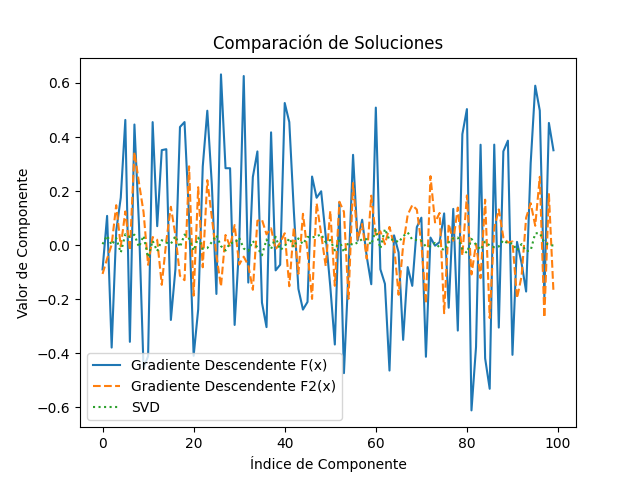 Comparación de Soluciones
Valor de Componente
0.6
0.4
0.2
0.0
−0.2
−0.4
−0.6
Gradiente Descendente F(x)
Gradiente Descendente F2(x)
SVD
0 20 40 60 80 100
Índice de Componente